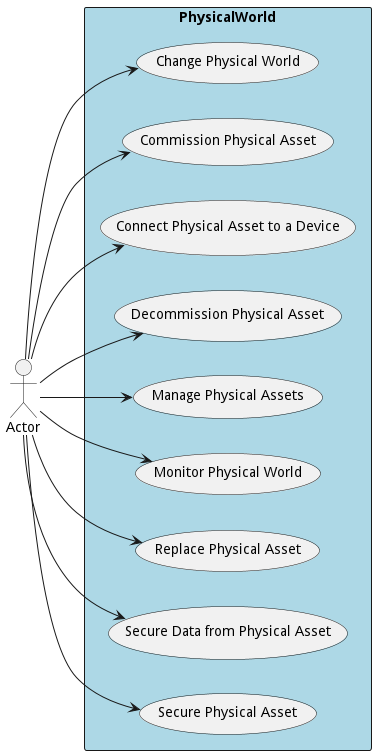 PhysicalWorld
Change Physical World
Commission Physical Asset
Connect Physical Asset to a Device
Decommission Physical Asset
Manage Physical Assets
Actor
Monitor Physical World
Replace Physical Asset
Secure Data from Physical Asset
Secure Physical Asset